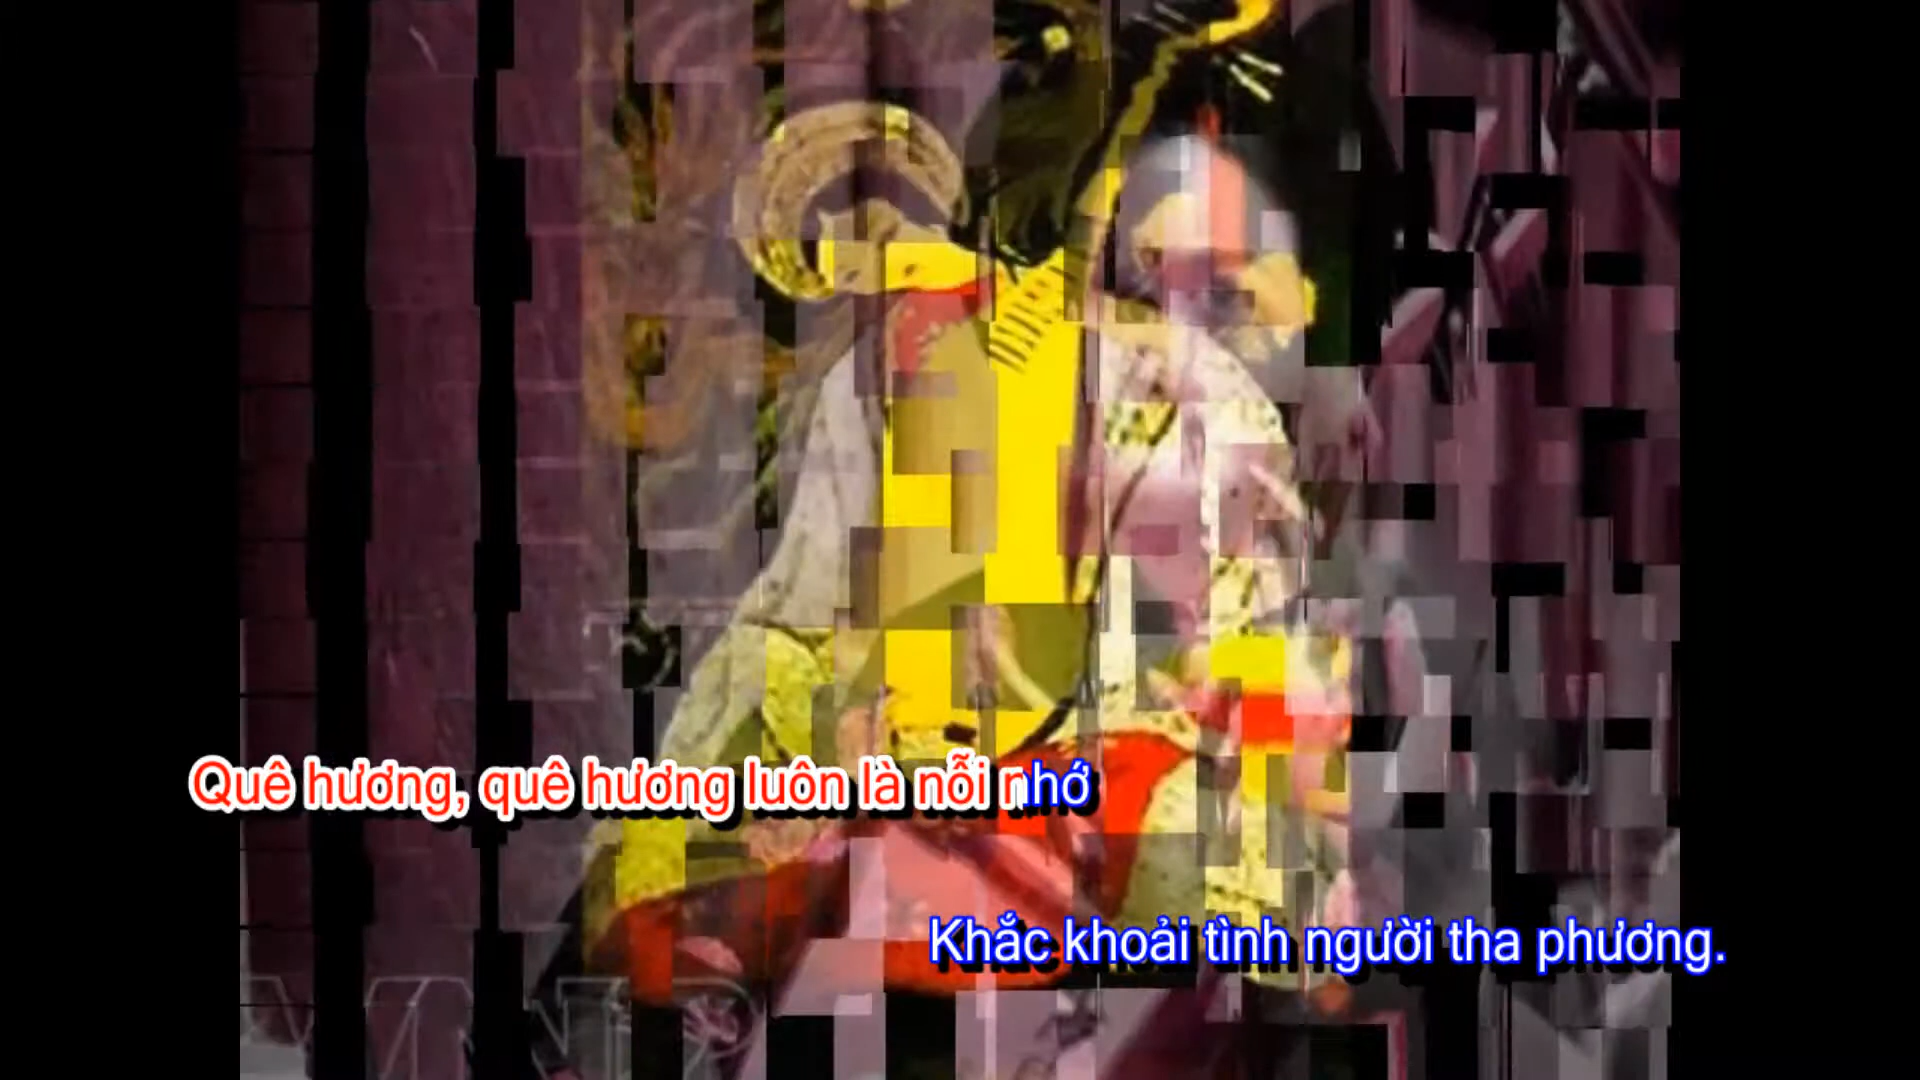 Quê hương, quê hương luôn là nỗi nhớ
Khắc khoải tình người tha phương.